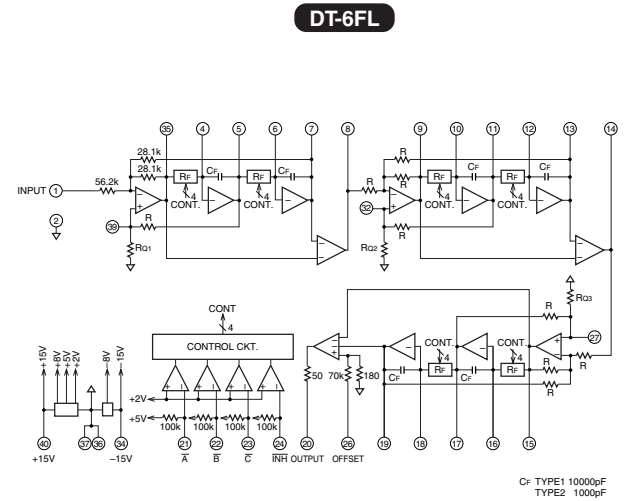 DT-6FL
35 4 5 6 7 8 9 10 11 12 13 14
28.1k
28.1k
RF CF RF CF
56.2k
INPUT 1
CONT. 4 CONT. 4
2
39 R
RQ1
R
R
R
RF CF RF CF
CONT. 4 CONT. 4
32
RQ2
R
R
RQ3
R
27
CONT. 4 CONT. 4
R
R
CF RF CF RF
CONT
4
CONTROL CKT.
+2V
+5V
100k 100k 100k 100k
50 70k 180
+15V +8V +5V +2V −8V −15V
40 37 36 34 21 22 23 24 20 26 19 18 17 16 15
+15V −15V A B C INH OUTPUT OFFSET
CF TYPE1 10000pF
TYPE2 1000pF